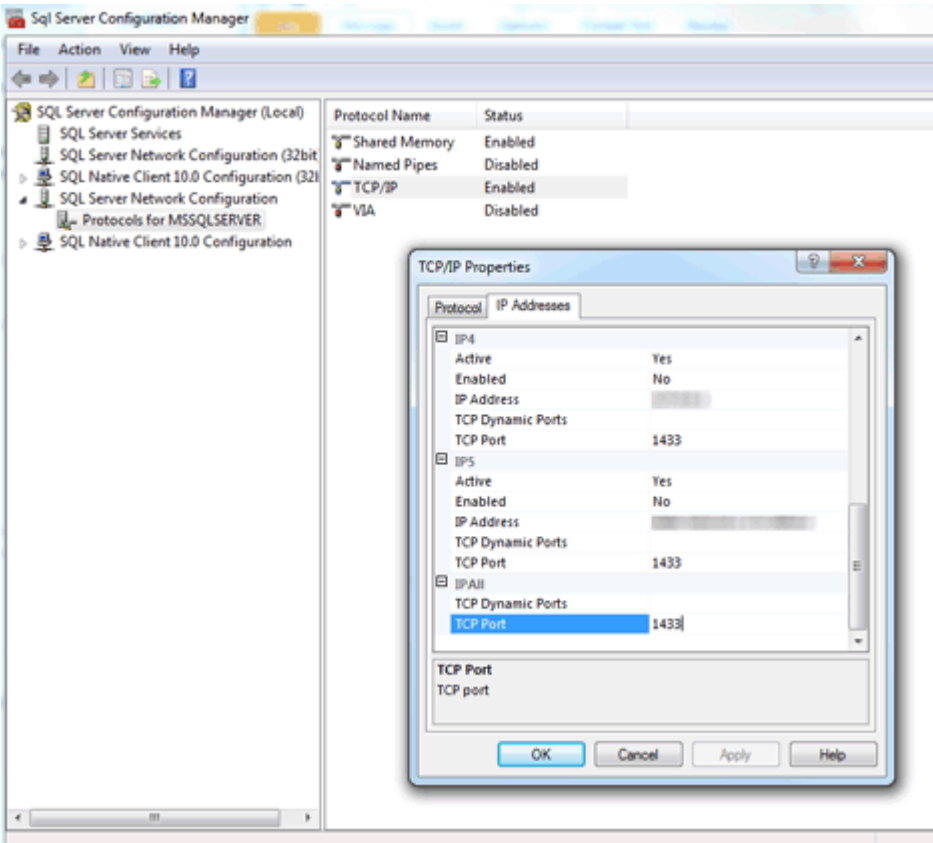 Sql Server Configuration Manager
File Action View Help
SQL Server Configuration Manager (Local)
SQL Server Services
SQL Server Network Configuration (32bit
SQL Native Client 10.0 Configuration (32
SQL Server Network Configuration
Protocols for MSSQLSERVER
SQL Native Client 10.0 Configuration
Protocol Name Status
Shared Memory Enabled
Named Pipes Disabled
TCP/IP Enabled
VIA Disabled
TCP/IP Properties
Protocol IP Addresses
IP4
Active Yes
Enabled No
IP Address
TCP Dynamic Ports
TCP Port 1433
IP5
Active Yes
Enabled No
IP Address
TCP Dynamic Ports
TCP Port 1433
IPAll
TCP Dynamic Ports
TCP Port 1433
TCP Port
TCP port
OK Cancel Apply Help